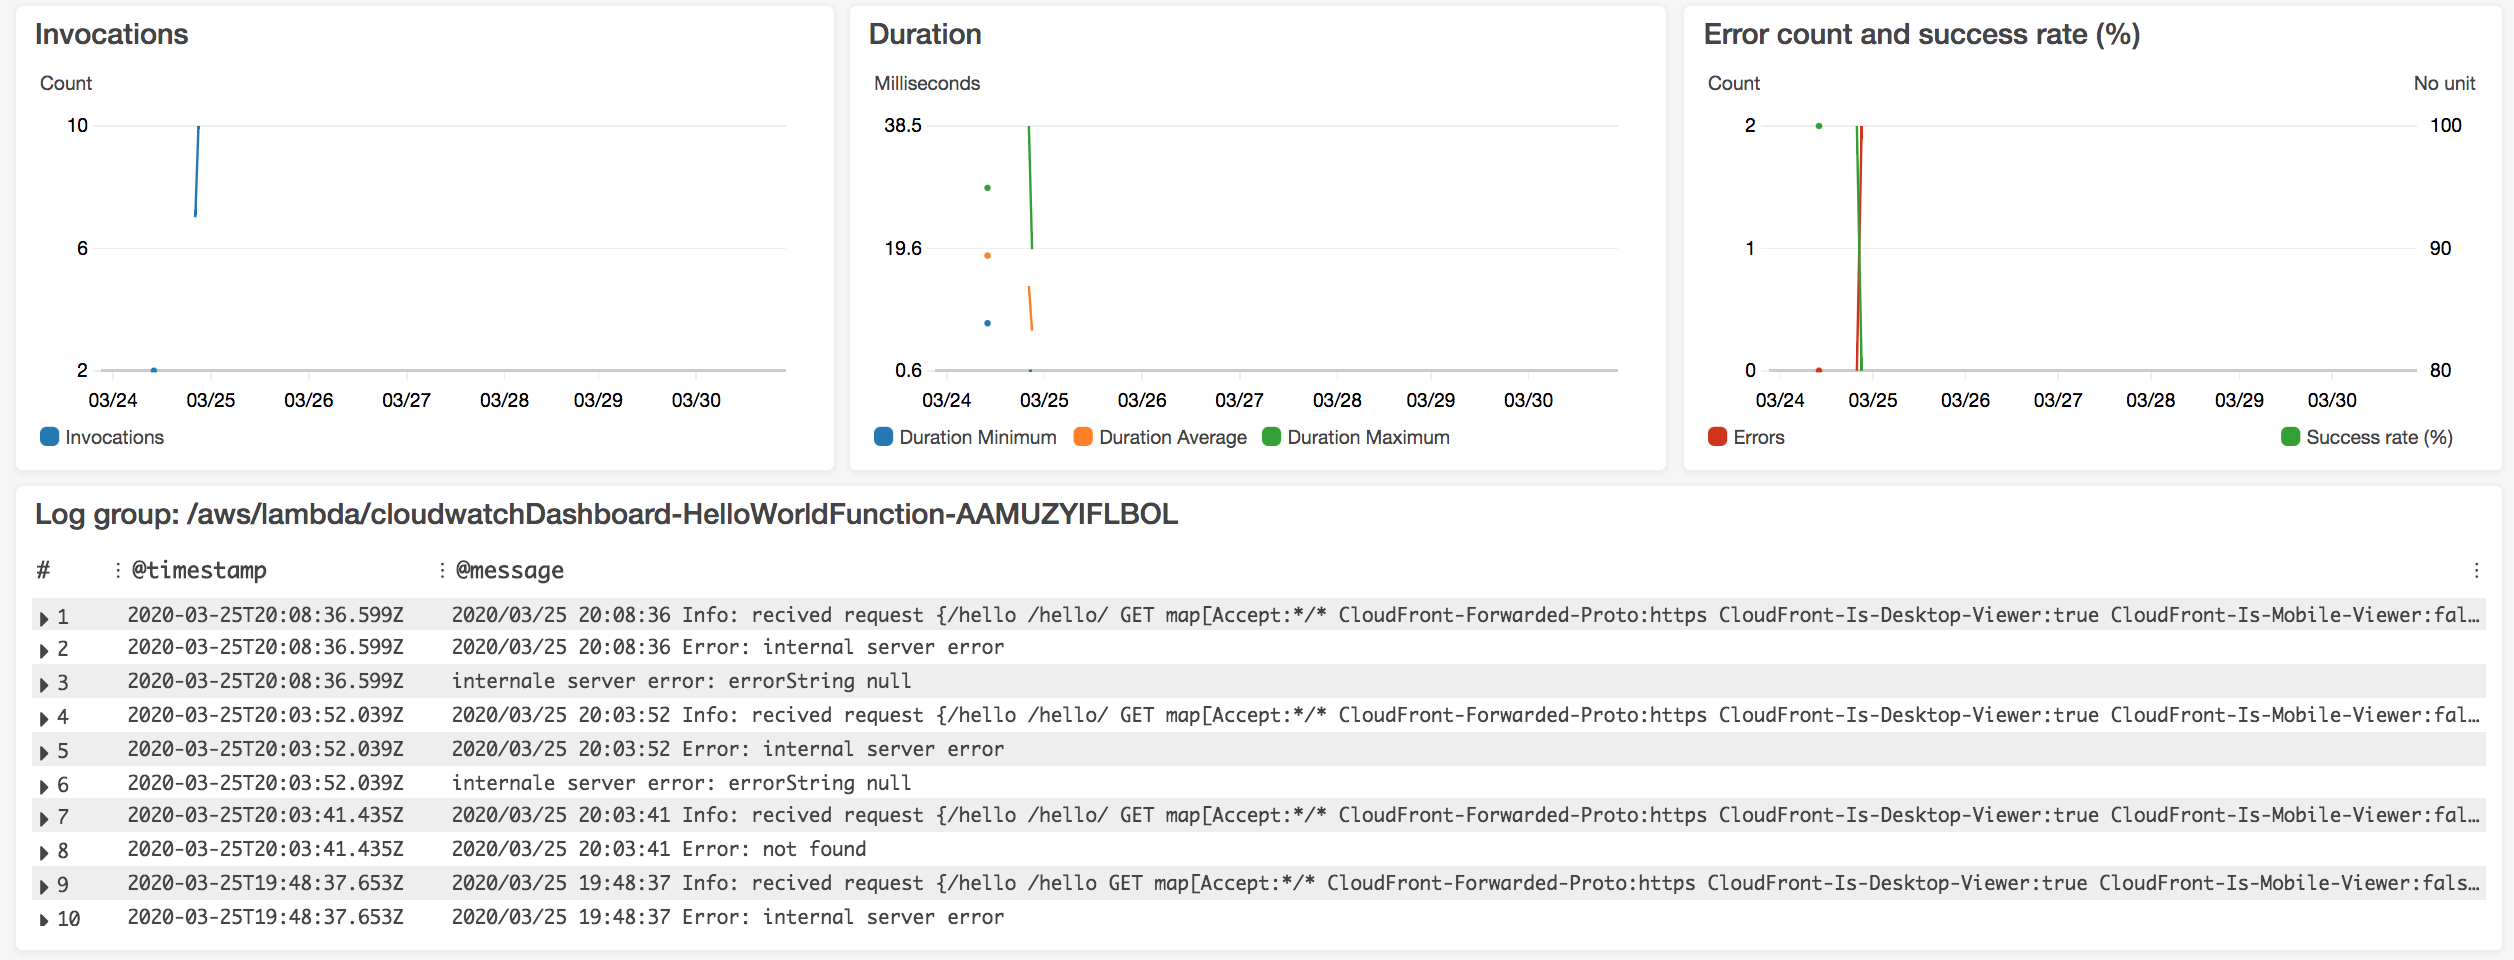 Invocations
Count
10
6
2
03/24 03/25 03/26 03/27 03/28 03/29 03/30
Invocations
Duration
Milliseconds
38.5
19.6
0.6
03/24 03/25 03/26 03/27 03/28 03/29 03/30
Duration Minimum Duration Average Duration Maximum
Error count and success rate (%)
Count No unit
2 100
1 90
0 80
03/24 03/25 03/26 03/27 03/28 03/29 03/30
Errors Success rate (%)
Log group: /aws/lambda/cloudwatchDashboard-HelloWorldFunction-AAMUZYIFLBOL
# @timestamp @message
1 2020-03-25T20:08:36.599Z 2020/03/25 20:08:36 Info: recived request {/hello /hello/ GET map[Accept:*/* CloudFront-Forwarded-Proto:https CloudFront-Is-Desktop-Viewer:true CloudFront-Is-Mobile-Viewer:fal…
2 2020-03-25T20:08:36.599Z 2020/03/25 20:08:36 Error: internal server error
3 2020-03-25T20:08:36.599Z internale server error: errorString null
4 2020-03-25T20:03:52.039Z 2020/03/25 20:03:52 Info: recived request {/hello /hello/ GET map[Accept:*/* CloudFront-Forwarded-Proto:https CloudFront-Is-Desktop-Viewer:true CloudFront-Is-Mobile-Viewer:fal…
5 2020-03-25T20:03:52.039Z 2020/03/25 20:03:52 Error: internal server error
6 2020-03-25T20:03:52.039Z internale server error: errorString null
7 2020-03-25T20:03:41.435Z 2020/03/25 20:03:41 Info: recived request {/hello /hello/ GET map[Accept:*/* CloudFront-Forwarded-Proto:https CloudFront-Is-Desktop-Viewer:true CloudFront-Is-Mobile-Viewer:fal…
8 2020-03-25T20:03:41.435Z 2020/03/25 20:03:41 Error: not found
9 2020-03-25T19:48:37.653Z 2020/03/25 19:48:37 Info: recived request {/hello /hello GET map[Accept:*/* CloudFront-Forwarded-Proto:https CloudFront-Is-Desktop-Viewer:true CloudFront-Is-Mobile-Viewer:fals…
10 2020-03-25T19:48:37.653Z 2020/03/25 19:48:37 Error: internal server error